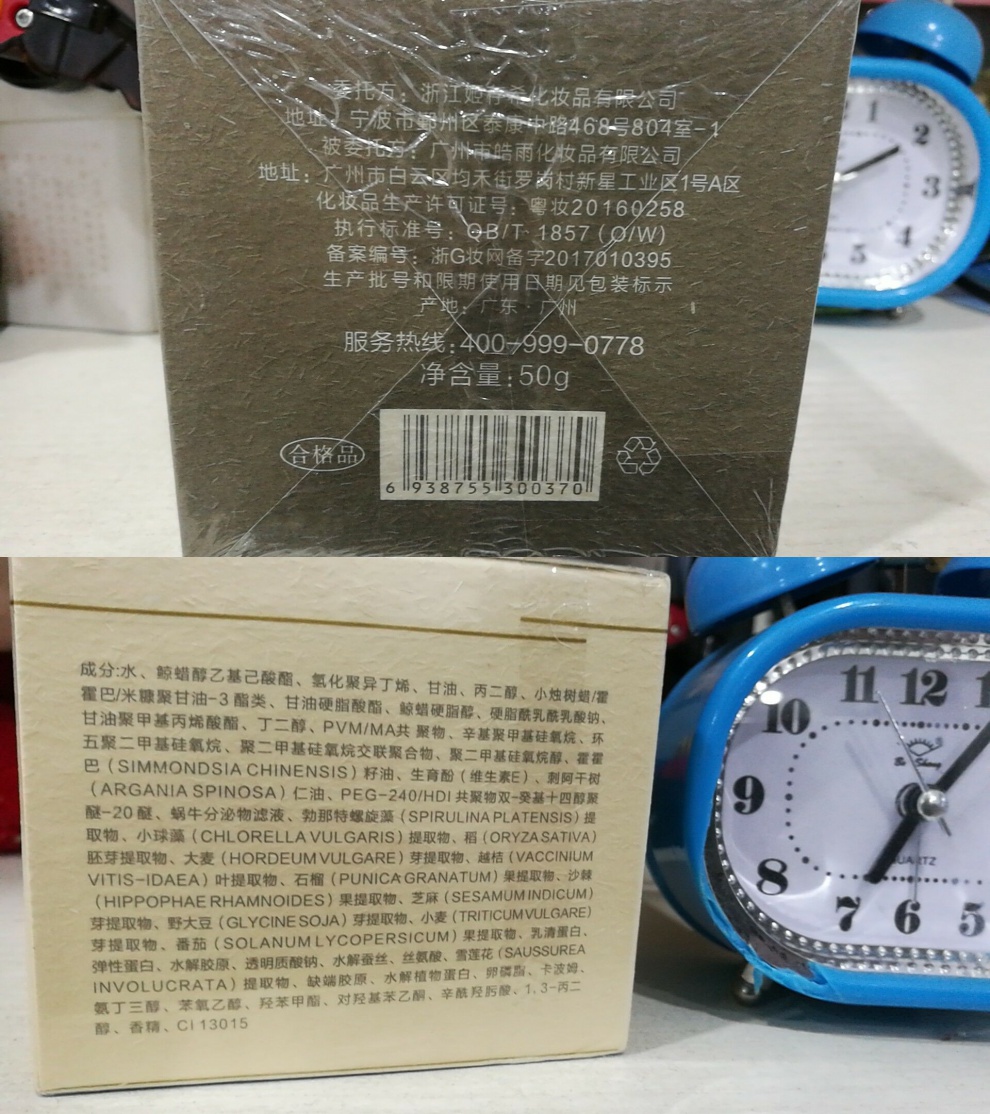 委托方：浙江姬存希化妆品有限公司
地址：宁波市鄞州区泰康中路468号804室-1
被委托方：广州市皓雨化妆品有限公司
地址：广州市白云区均禾街罗岗村新星工业区1号A区
化妆品生产许可证号：粤妆20160258
执行标准号：QB/T 1857（O/W）
备案编号：浙G妆网备字2017010395
生产批号和限期使用日期见包装标示
产地：广东·广州
服务热线：400-999-0778
净含量：50g
合格品
6 938755 300370
1
2
3
4
5
成分:水、鲸蜡醇乙基己酸酯、氢化聚异丁烯、甘油、丙二醇、小烛树蜡/霍
霍巴/米糠聚甘油-3 酯类、甘油硬脂酸酯、鲸蜡硬脂醇、硬脂酰乳酰乳酸钠、
甘油聚甲基丙烯酸酯、丁二醇、PVM/MA共 聚物、辛基聚甲基硅氧烷、环
五聚二甲基硅氧烷、聚二甲基硅氧烷交联聚合物、聚二甲基硅氧烷醇、霍霍
巴（SIMMONDSIA CHINENSIS）籽油、生育酚（维生素E）、刺阿干树
（ARGANIA SPINOSA）仁油、PEG-240/HDI 共聚物双-癸基十四醇聚
醚-20 醚、蜗牛分泌物滤液、勃那特螺旋藻（SPIRULINA PLATENSIS）提
取物、小球藻（CHLORELLA VULGARIS）提取物、稻（ORYZA SATIVA）
胚芽提取物、大麦（HORDEUM VULGARE）芽提取物、越桔（VACCINIUM
VITIS-IDAEA）叶提取物、石榴（PUNICA GRANATUM）果提取物、沙棘
（HIPPOPHAE RHAMNOIDES）果提取物、芝麻（SESAMUM INDICUM）
芽提取物、野大豆（GLYCINE SOJA）芽提取物、小麦（TRITICUM VULGARE）
芽提取物、番茄（SOLANUM LYCOPERSICUM）果提取物、乳清蛋白、
弹性蛋白、水解胶原、透明质酸钠、水解蚕丝、丝氨酸、雪莲花（SAUSSUREA
INVOLUCRATA）提取物、缺端胶原、水解植物蛋白、卵磷脂、卡波姆、
氨丁三醇、苯氧乙醇、羟苯甲酯、对羟基苯乙酮、辛酰羟肟酸、1, 3-丙二
醇、香精、CI 13015
11 12 1
10
9
8
7 6 5
UARTZ